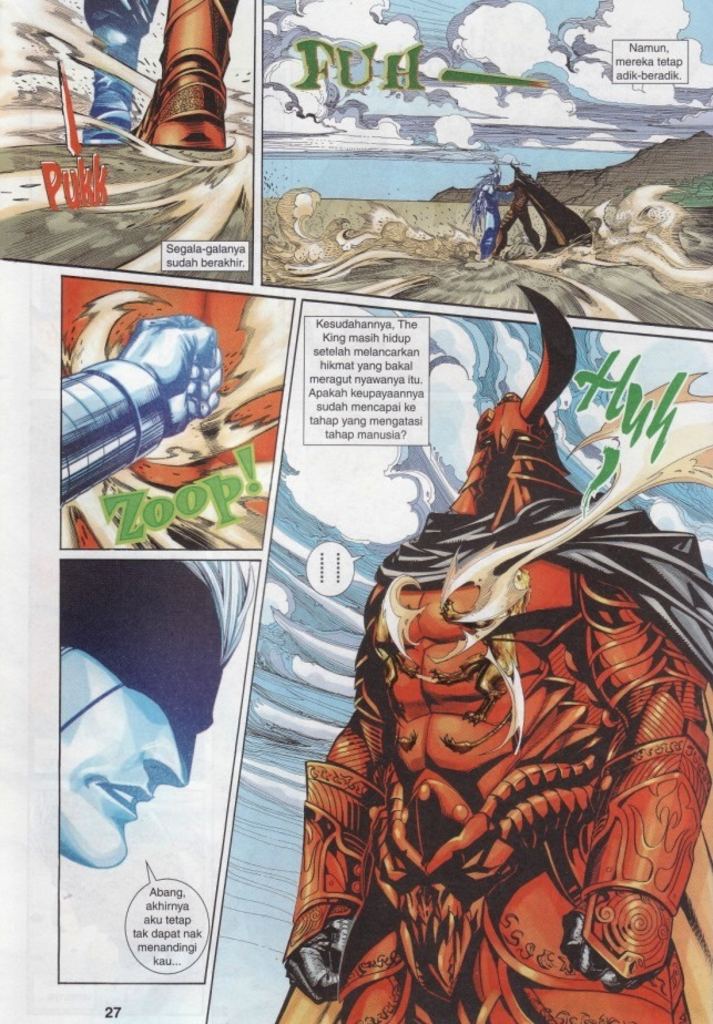 Pukk
Segala-galanya
sudah berakhir.
FUH
Namun,
mereka tetap
adik-beradik.
Zoop!
Kesudahannya, The
King masih hidup
setelah melancarkan
hikmat yang bakal
meragut nyawanya itu.
Apakah keupayaannya
sudah mencapai ke
tahap yang mengatasi
tahap manusia?
Huh
!!
Abang,
akhirnya
aku tetap
tak dapat nak
menandingi
kau...
27